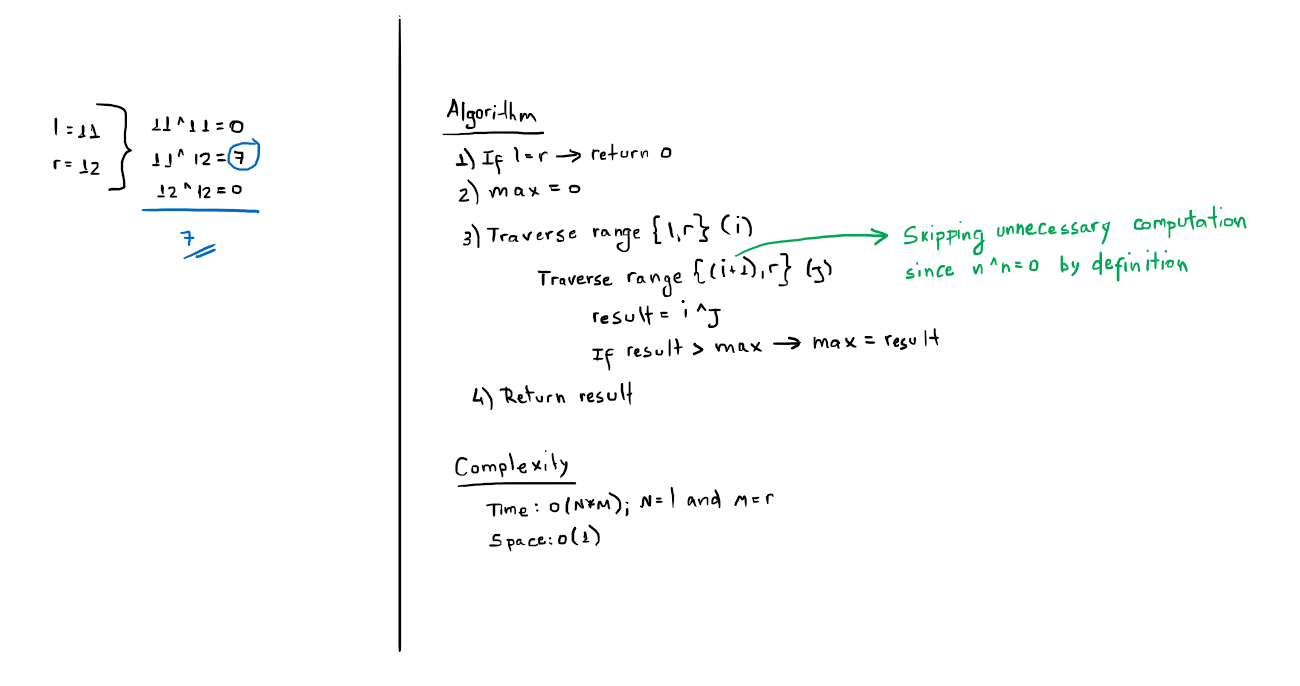 l = 11
r = 12
11 ^ 11 = 0
11 ^ 12 = 7
12 ^ 12 = 0
7
Algorithm
1) If l = r → return 0
2) max = 0
3) Traverse range {l,r} (i)
Traverse range {(i+1),r} (j)
result = i ^ j
If result > max → max = result
4) Return result
Skipping unnecessary computation
since n ^ n = 0 by definition
Complexity
Time: O(N*M); N = l and M = r
Space: O(1)